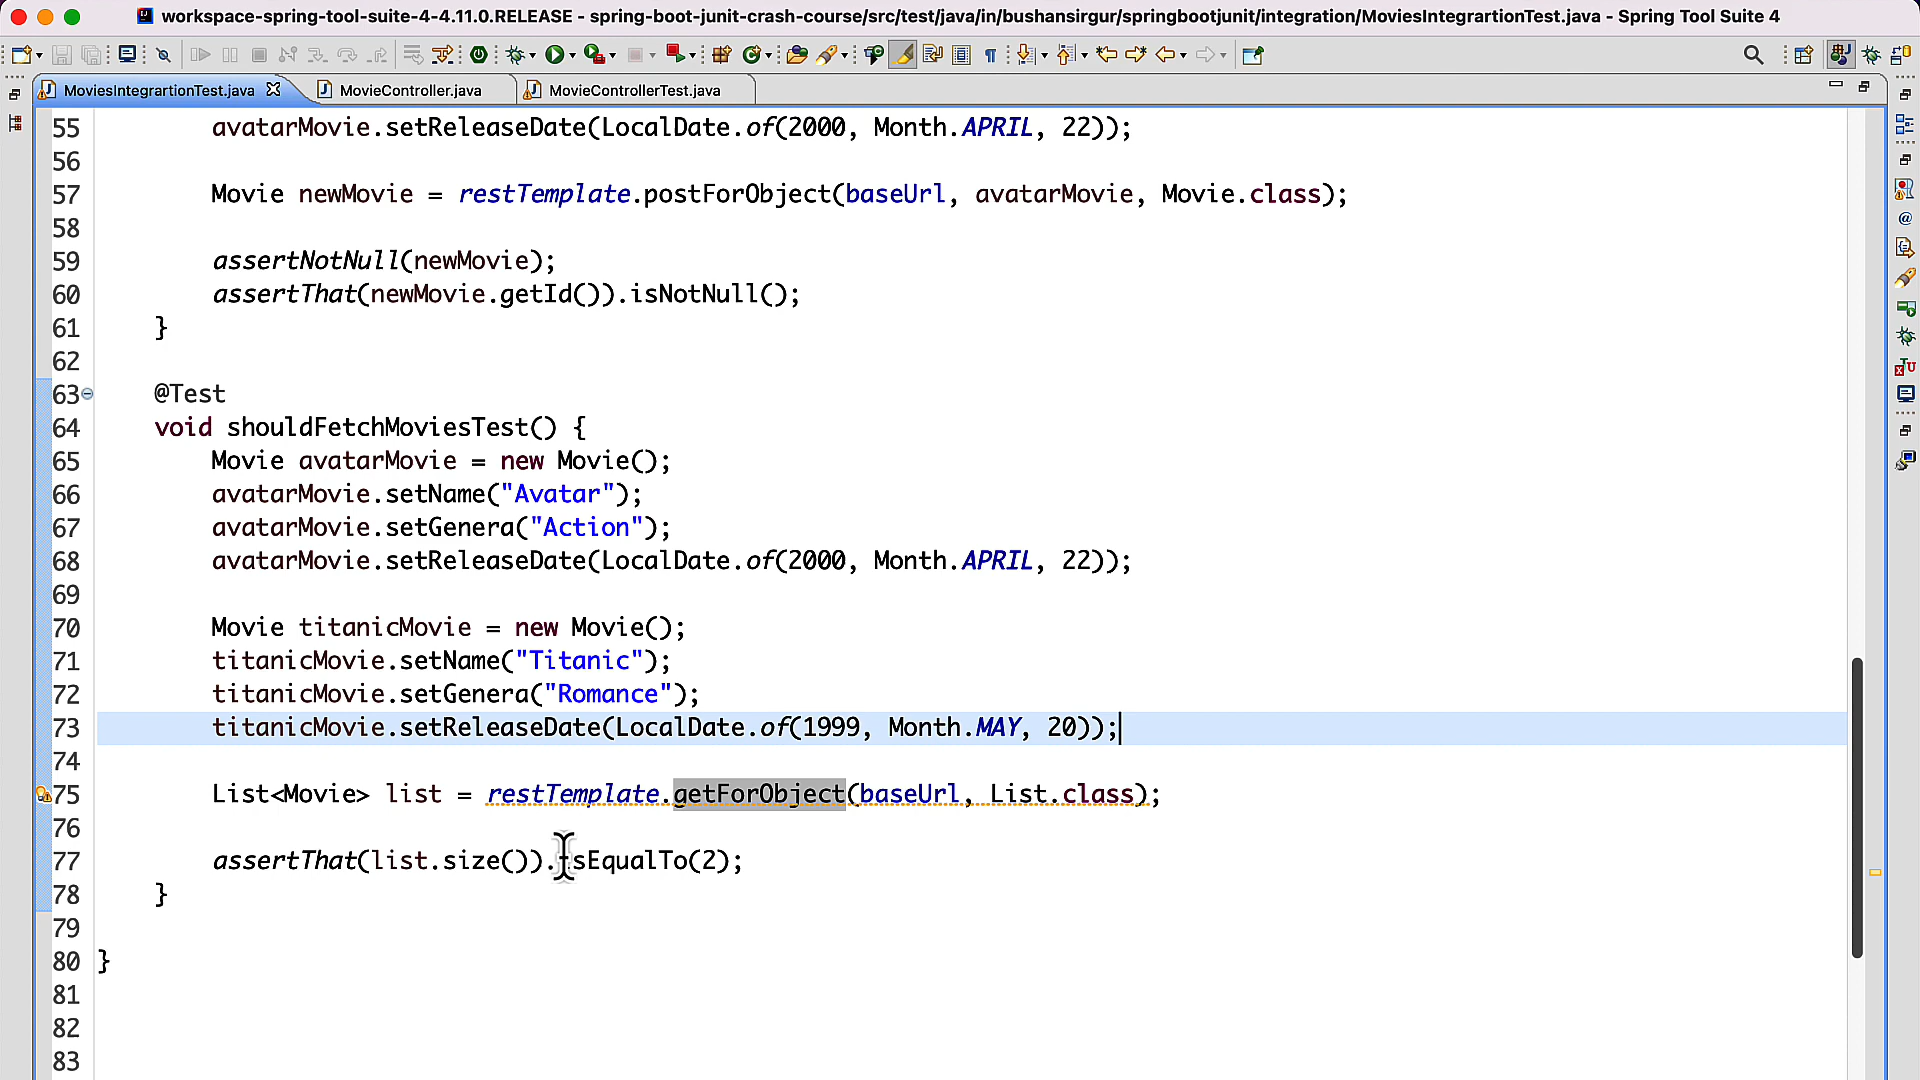 workspace-spring-tool-suite-4-4.11.0.RELEASE - spring-boot-junit-crash-course/src/test/java/in/bushansirgur/springbootjunit/integration/MoviesIntegrartionTest.java - Spring Tool Suite 4
MoviesIntegrartionTest.java MovieController.java MovieControllerTest.java
55 avatarMovie.setReleaseDate(LocalDate.of(2000, Month.APRIL, 22));
56
57 Movie newMovie = restTemplate.postForObject(baseUrl, avatarMovie, Movie.class);
58
59 assertNotNull(newMovie);
60 assertThat(newMovie.getId()).isNotNull();
61 }
62
63 @Test
64 void shouldFetchMoviesTest() {
65 Movie avatarMovie = new Movie();
66 avatarMovie.setName("Avatar");
67 avatarMovie.setGenera("Action");
68 avatarMovie.setReleaseDate(LocalDate.of(2000, Month.APRIL, 22));
69
70 Movie titanicMovie = new Movie();
71 titanicMovie.setName("Titanic");
72 titanicMovie.setGenera("Romance");
73 titanicMovie.setReleaseDate(LocalDate.of(1999, Month.MAY, 20));
74
75 List<Movie> list = restTemplate.getForObject(baseUrl, List.class);
76
77 assertThat(list.size()).isEqualTo(2);
78 }
79
80 }
81
82
83